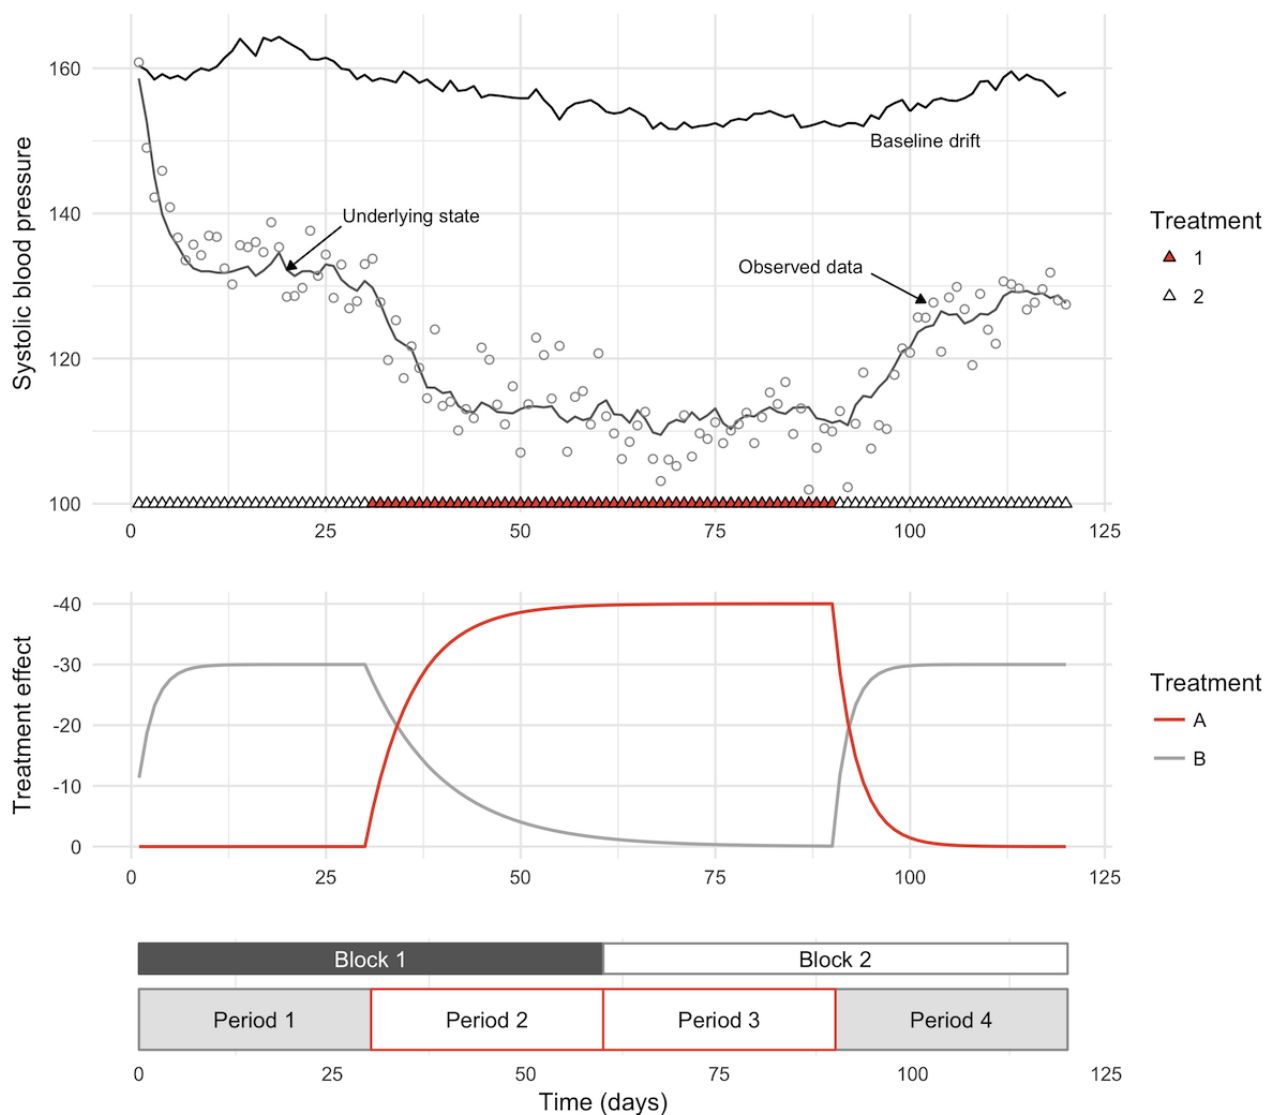 Systolic blood pressure
160
140
120
100
Baseline drift
Underlying state
Observed data
0 25 50 75 100 125
Treatment
1
2
Treatment effect
-40
-30
-20
-10
0
0 25 50 75 100 125
Treatment
A
B
Block 1 Block 2
Period 1 Period 2 Period 3 Period 4
0 25 50 75 100 125
Time (days)